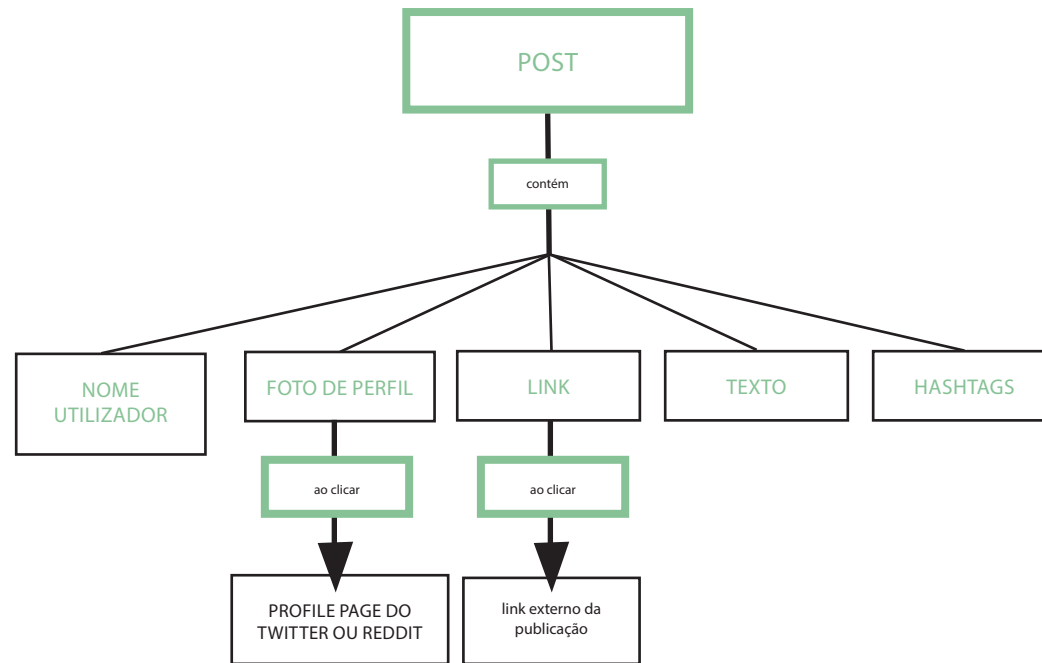 POST
contém
NOME
UTILIZADOR
FOTO DE PERFIL
LINK
TEXTO
HASHTAGS
ao clicar
ao clicar
PROFILE PAGE DO
TWITTER OU REDDIT
link externo da
publicação